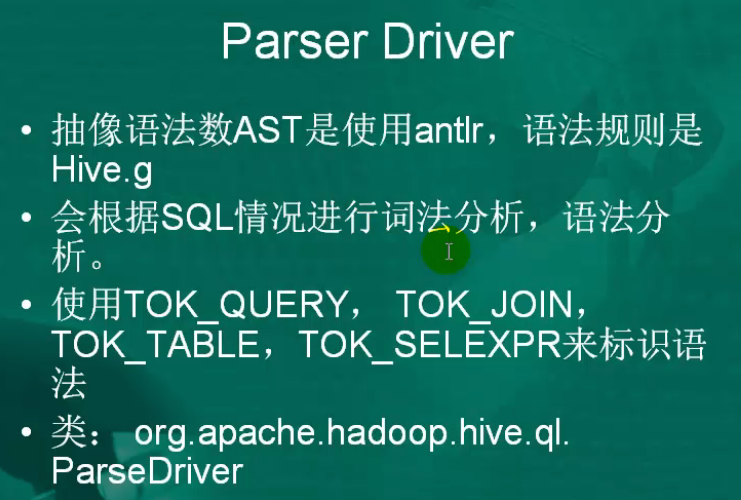 Parser Driver
• 抽像语法数AST是使用antlr，语法规则是
Hive.g
• 会根据SQL情况进行词法分析，语法分
析。
• 使用TOK_QUERY， TOK_JOIN，
TOK_TABLE，TOK_SELEXPR来标识语
法
• 类： org.apache.hadoop.hive.ql.
ParseDriver